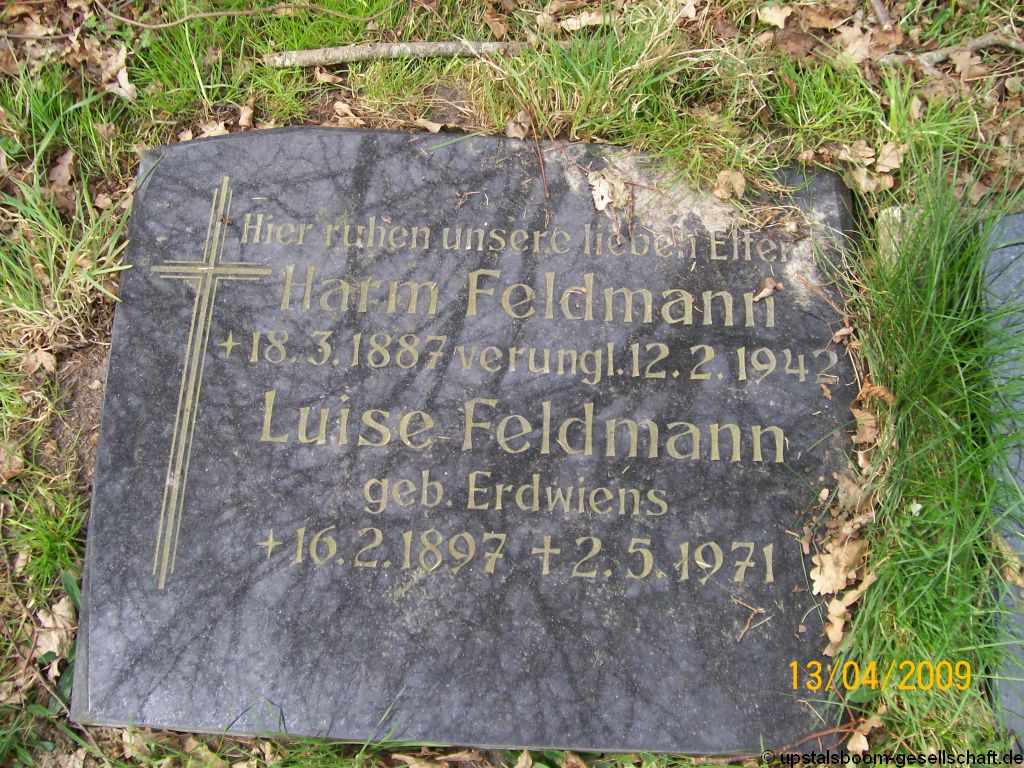 Hier ruhen unsere lieben Eltern
Harm Feldmann
+ 18. 3. 1887 verungl. 12. 2. 1942
Luise Feldmann
geb. Erdwiens
+ 16. 2. 1897 † 2. 5. 1971
13/04/2009
© upstalsboom-gesellschaft.de